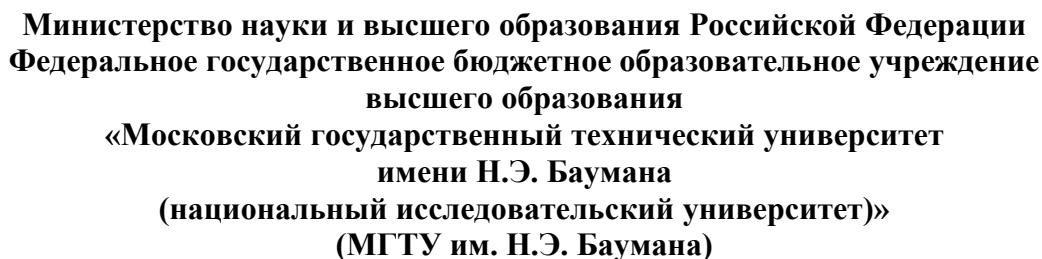 Министерство науки и высшего образования Российской Федерации
Федеральное государственное бюджетное образовательное учреждение
высшего образования
«Московский государственный технический университет
имени Н.Э. Баумана
(национальный исследовательский университет)»
(МГТУ им. Н.Э. Баумана)